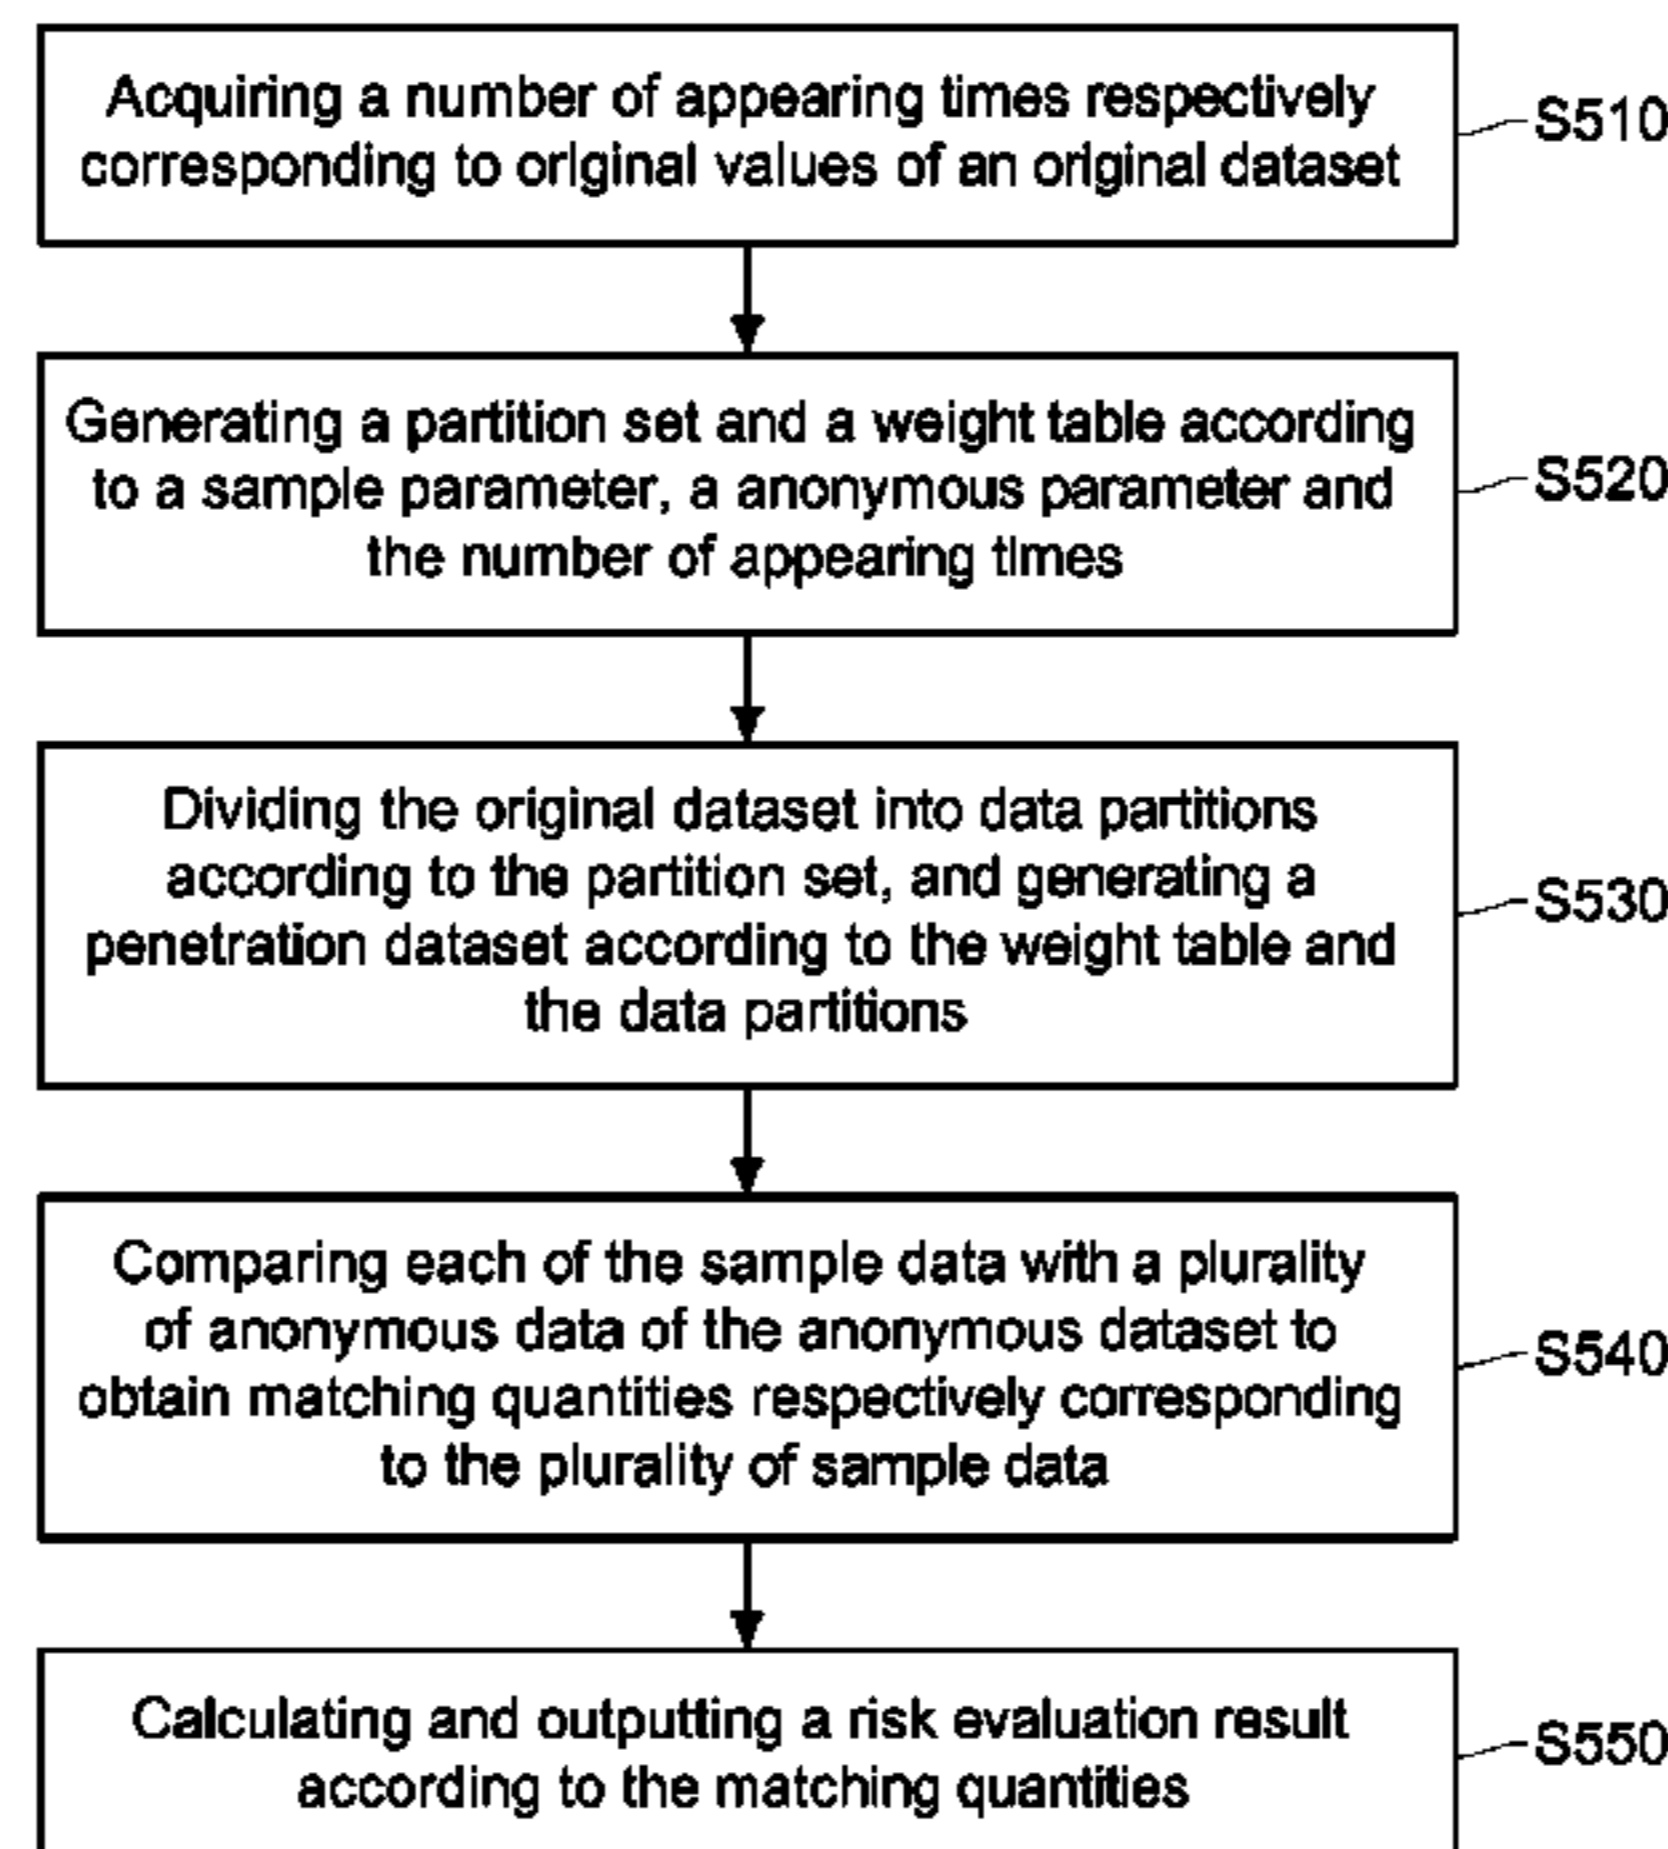 Acquiring a number of appearing times respectively
corresponding to original values of an original dataset
S510
Generating a partition set and a weight table according
to a sample parameter, a anonymous parameter and
the number of appearing times
S520
Dividing the original dataset into data partitions
according to the partition set, and generating a
penetration dataset according to the weight table and
the data partitions
S530
Comparing each of the sample data with a plurality
of anonymous data of the anonymous dataset to
obtain matching quantities respectively corresponding
to the plurality of sample data
S540
Calculating and outputting a risk evaluation result
according to the matching quantities
S550